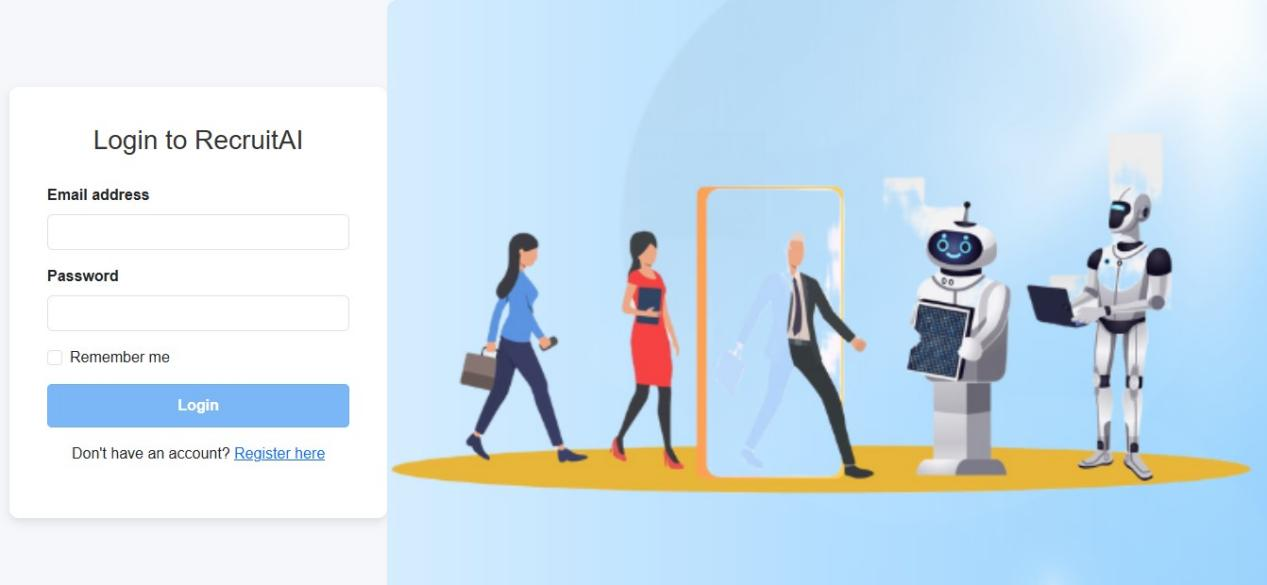 Login to RecruitAI
Email address
Password
Remember me
Login
Don't have an account? Register here